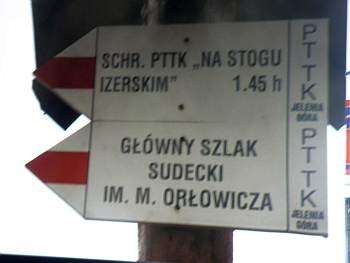 SCHR. PTTK „NA STOGU
IZERSKIM" 1.45 h
PTTK
JELENIA
GÓRA
GŁÓWNY SZLAK
SUDECKI
IM. M. ORŁOWICZA
PTTK
JELENIA
GÓRA